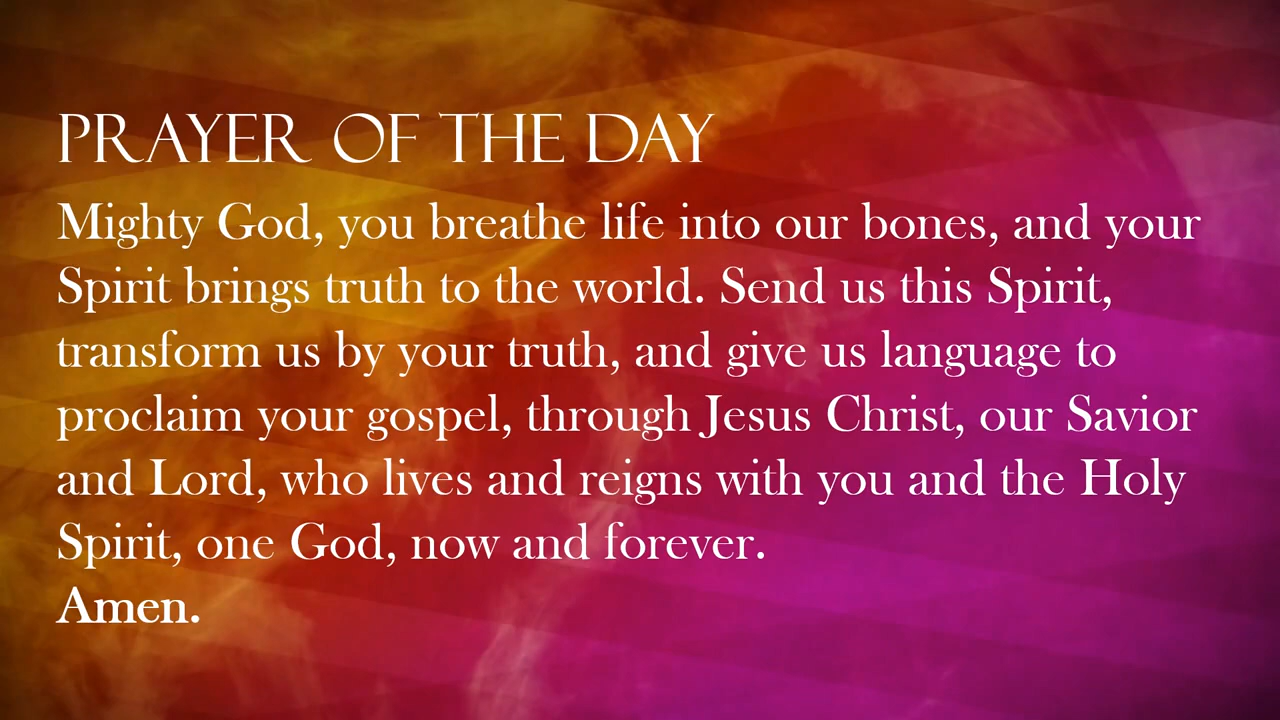 PRAYER OF THE DAY
Mighty God, you breathe life into our bones, and your
Spirit brings truth to the world. Send us this Spirit,
transform us by your truth, and give us language to
proclaim your gospel, through Jesus Christ, our Savior
and Lord, who lives and reigns with you and the Holy
Spirit, one God, now and forever.
Amen.